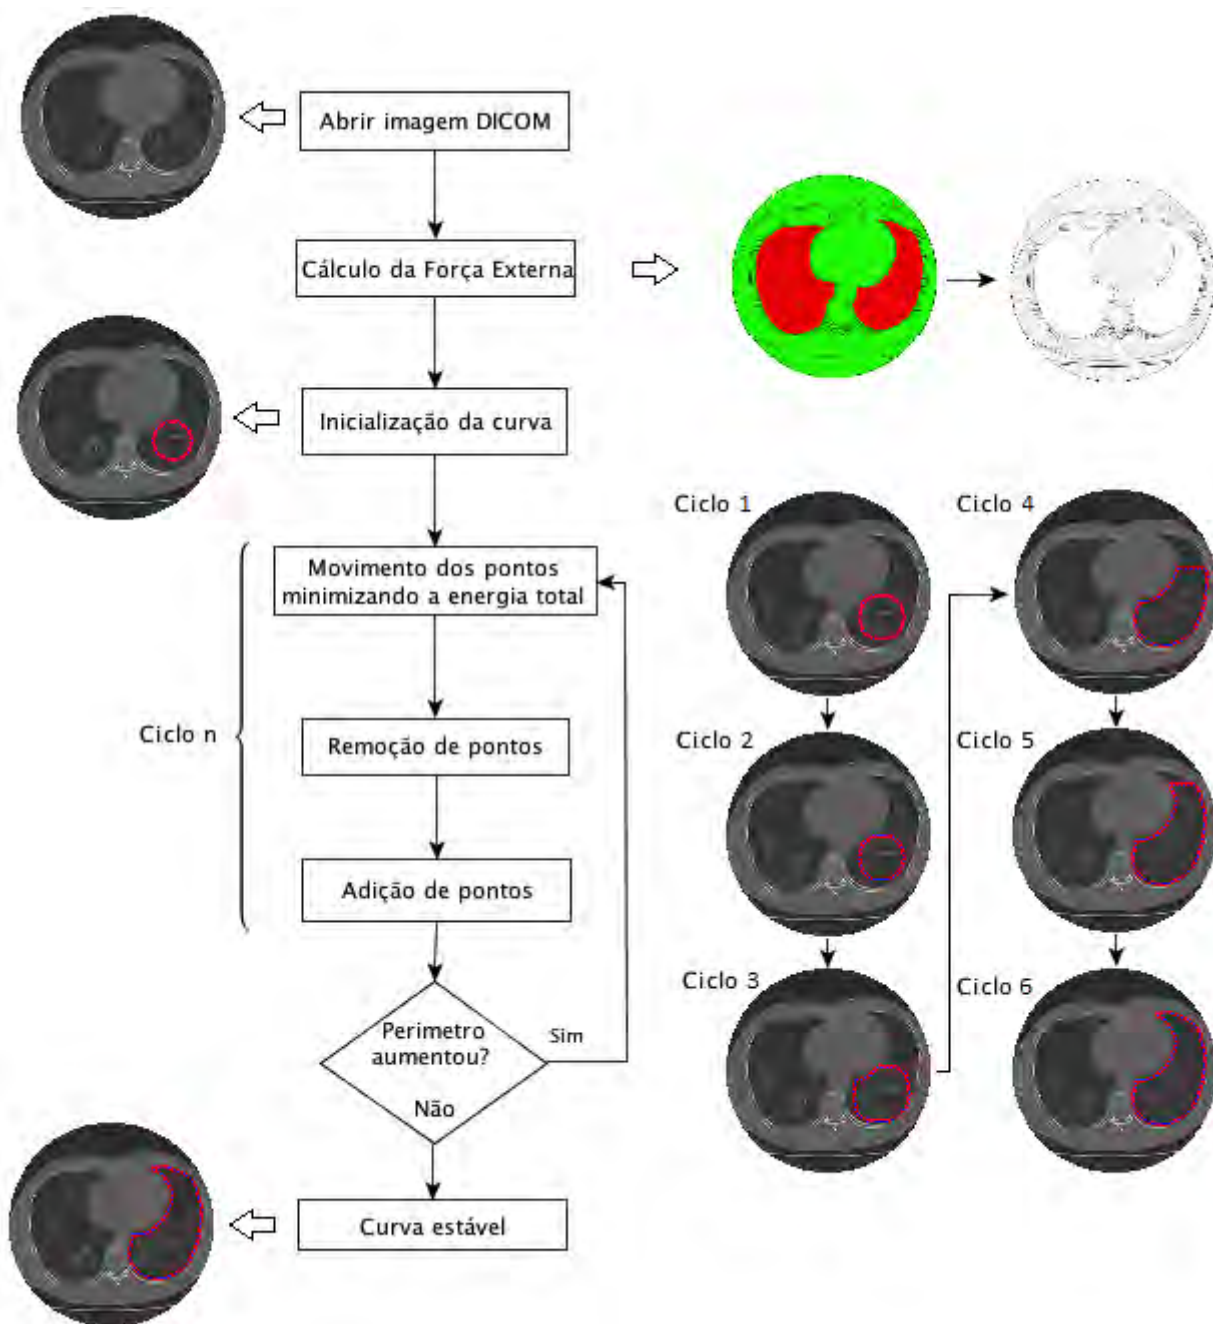 Abrir imagem DICOM
Cálculo da Força Externa
Inicialização da curva
Movimento dos pontos
minimizando a energia total
Ciclo n
Remoção de pontos
Adição de pontos
Perimetro
aumentou?
Sim
Não
Curva estável
Ciclo 1
Ciclo 2
Ciclo 3
Ciclo 4
Ciclo 5
Ciclo 6